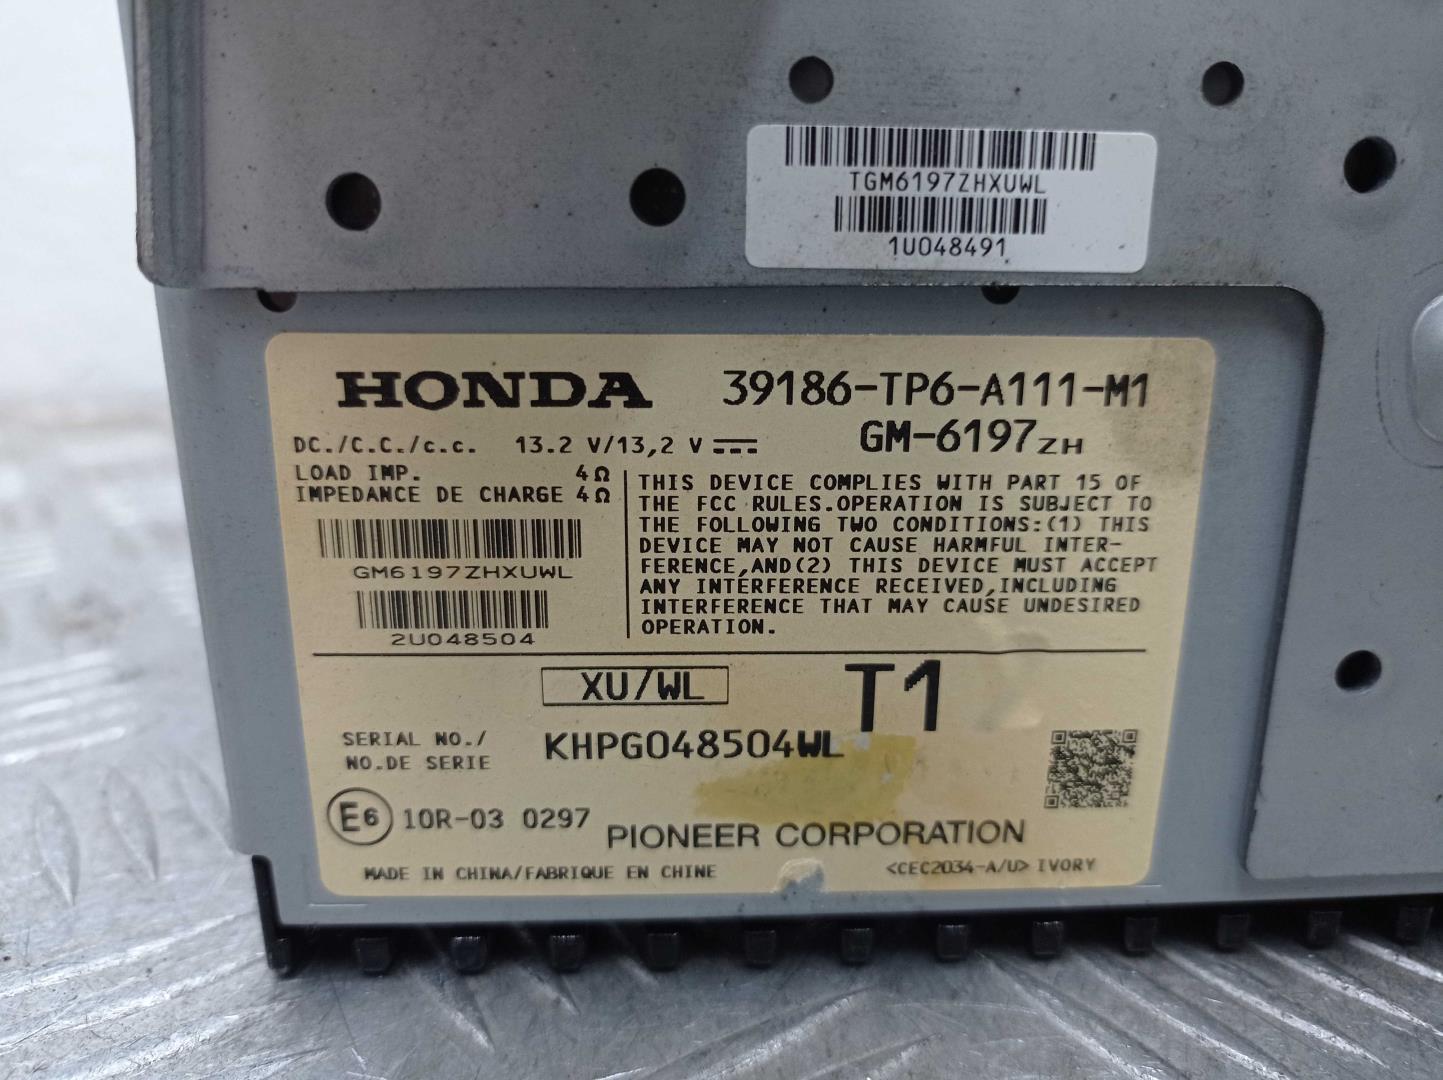 TGM6197ZHXUWL
1U048491
HONDA 39186-TP6-A111-M1
GM-6197ZH
DC./C.C./c.c. 13.2 V/13,2 V
LOAD IMP. 4Ω
IMPEDANCE DE CHARGE 4Ω
GM6197ZHXUWL
2U048504
THIS DEVICE COMPLIES WITH PART 15 OF
THE FCC RULES.OPERATION IS SUBJECT TO
THE FOLLOWING TWO CONDITIONS:(1) THIS
DEVICE MAY NOT CAUSE HARMFUL INTER-
FERENCE,AND(2) THIS DEVICE MUST ACCEPT
ANY INTERFERENCE RECEIVED,INCLUDING
INTERFERENCE THAT MAY CAUSE UNDESIRED
OPERATION.
XU/WL T1
SERIAL NO./
NO.DE SERIE
KHPG048504WL
E6 10R-03 0297
PIONEER CORPORATION
MADE IN CHINA/FABRIQUE EN CHINE <CEC2034-A/U> IVORY